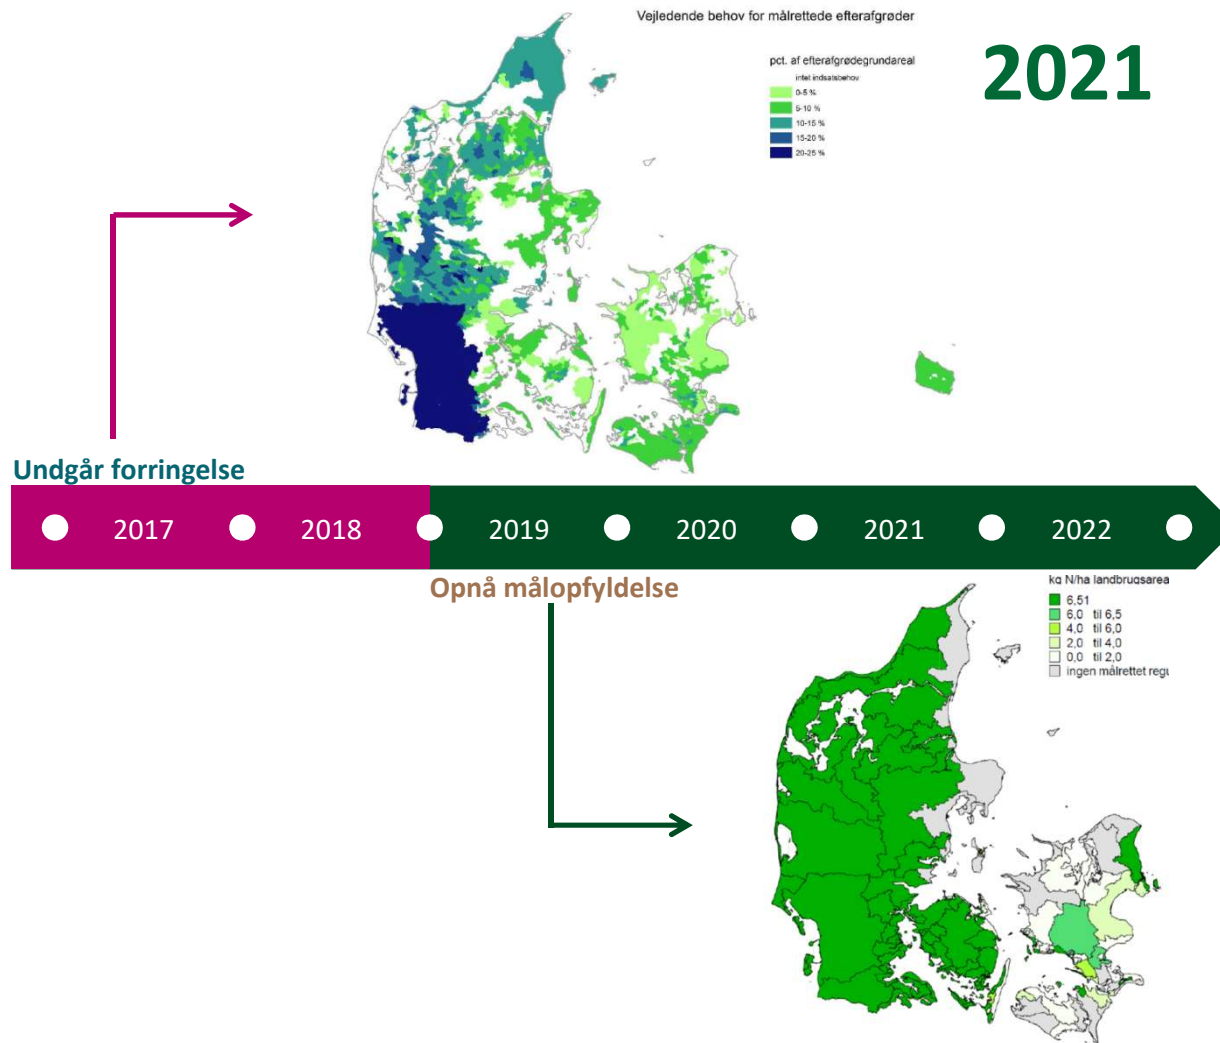 Vejledende behov for målrettede efterafgrøder
2021
pct. af efterafgrødegrundareal
intet indsatsbehov
0-5 %
5-10 %
10-15 %
15-20 %
20-25 %
Undgår forringelse
2017 2018 2019 2020 2021 2022
Opnå målopfyldelse
kg N/ha landbrugsarea
6,51
6,0 til 6,5
4,0 til 6,0
2,0 til 4,0
0,0 til 2,0
ingen målrettet regu